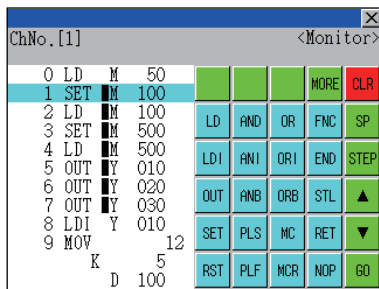 ChNo.[1] <Monitor>
0 LD M 50
1 SET M 100
2 LD M 100
3 SET M 500
4 LD M 500
5 OUT Y 010
6 OUT Y 020
7 OUT Y 030
8 LDI Y 010
9 MOV 12
K 5
D 100
MORE CLR
LD AND OR FNC SP
LDI ANI ORI END STEP
OUT ANB ORB STL ▲
SET PLS MC RET ▼
RST PLF MCR NOP GO